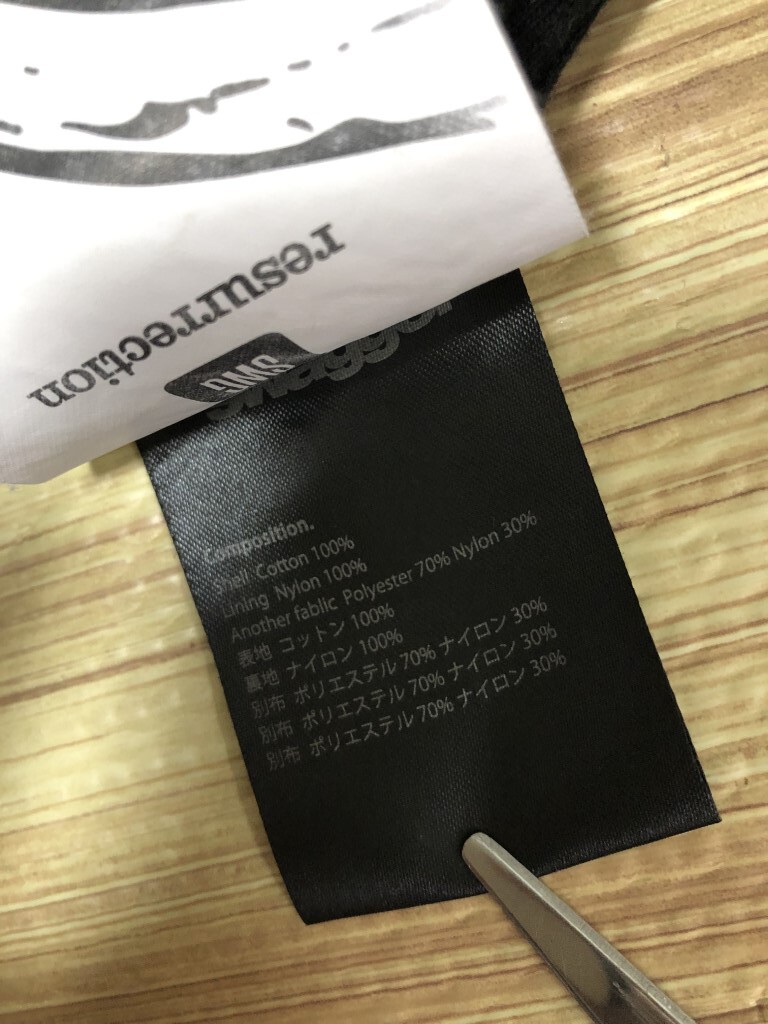 resurrection
SWG
swagger
Composition.
Shell Cotton 100%
Lining Nylon 100%
Another fablic Polyester 70% Nylon 30%
表地 コットン 100%
裏地 ナイロン 100%
別布 ポリエステル 70% ナイロン 30%
別布 ポリエステル 70% ナイロン 30%
別布 ポリエステル 70% ナイロン 30%